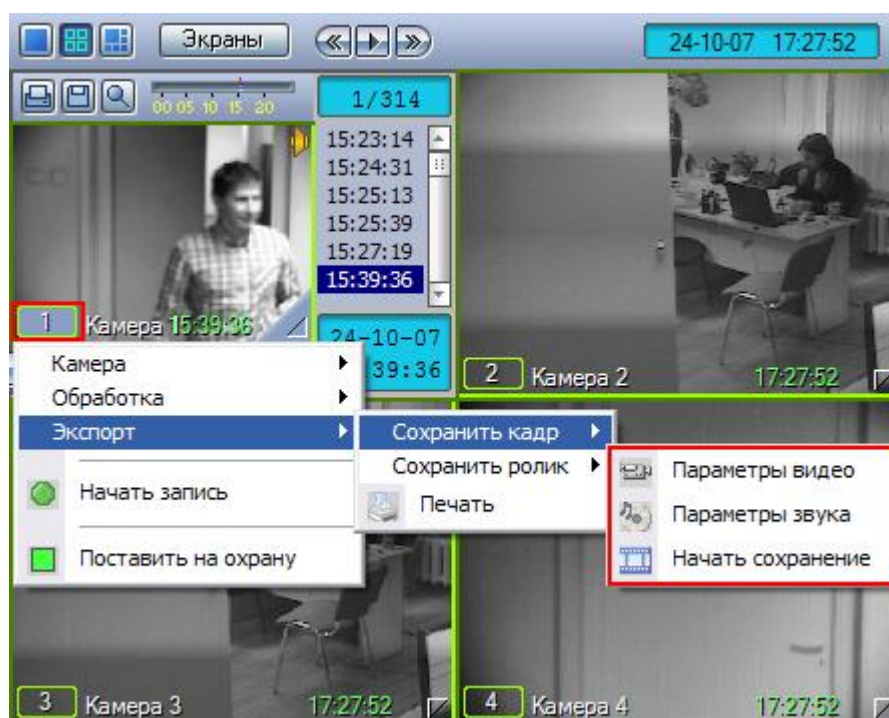 Экраны
24-10-07 17:27:52
00 05 10 15 20
1/314
15:23:14
15:24:31
15:25:13
15:25:39
15:27:19
15:39:36
1 Камера 15:39:36
24-10-07
39:36
2 Камера 2 17:27:52
Камера
Обработка
Экспорт
Начать запись
Поставить на охрану
Сохранить кадр
Сохранить ролик
Печать
Параметры видео
Параметры звука
Начать сохранение
3 Камера 3 17:27:52
4 Камера 4 17:27:52